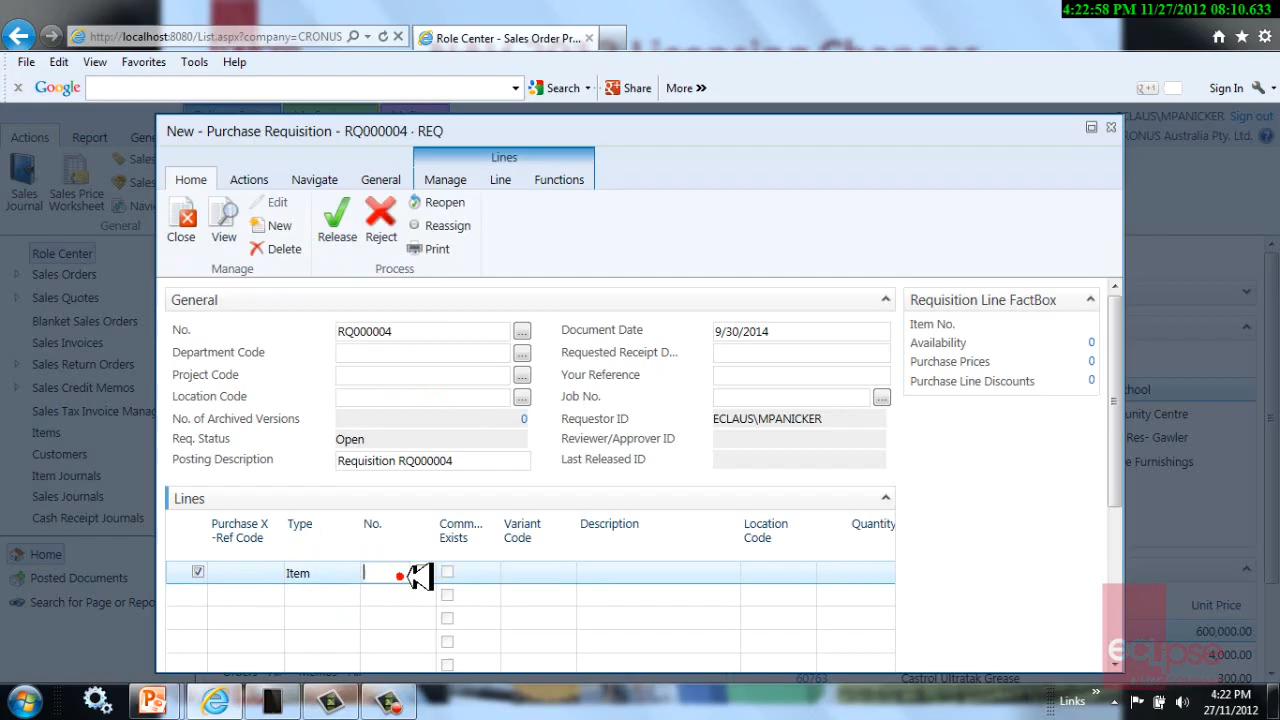 4:22:58 PM 11/27/2012 08:10.633
http://localhost:8080/List.aspx?company=CRONUS
Role Center - Sales Order Pr...
File Edit View Favorites Tools Help
x Google Search Share More » Sign In
ECLAUS\MPANICKER Sign out
CRONUS Australia Pty. Ltd.
New - Purchase Requisition - RQ000004 · REQ
Actions Report Gene
Lines
Home Actions Navigate General Manage Line Functions
Sales Journal
Sales Price Worksheet
Sales
Sales
Navi
General
Close View
Edit
New
Delete
Manage
Release Reject
Reopen
Reassign
Print
Process
Role Center
Sales Orders
Sales Quotes
Blanket Sales Orders
Sales Invoices
Sales Return Orders
Sales Credit Memos
Sales Tax Invoice Manag
Items
Customers
Item Journals
Sales Journals
Cash Receipt Journals
Home
Posted Documents
Search for Page or Repo
General
No. RQ000004 ... Document Date 9/30/2014
Department Code ... Requested Receipt D...
Project Code ... Your Reference
Location Code ... Job No. ...
No. of Archived Versions 0 Requestor ID ECLAUS\MPANICKER
Req. Status Open Reviewer/Approver ID
Posting Description Requisition RQ000004 Last Released ID
Requisition Line FactBox
Item No.
Availability 0
Purchase Prices 0
Purchase Line Discounts 0
chool
unity Centre
Res- Gawler
e Furnishings
Lines
Purchase X Type No. Comm... Variant Description Location Quantity
-Ref Code Exists Code Code
Item
Unit Price
600,000.00
4,000.00
300.00
60763 Castrol Ultratak Grease
eclipse
Links »
4:22 PM
27/11/2012